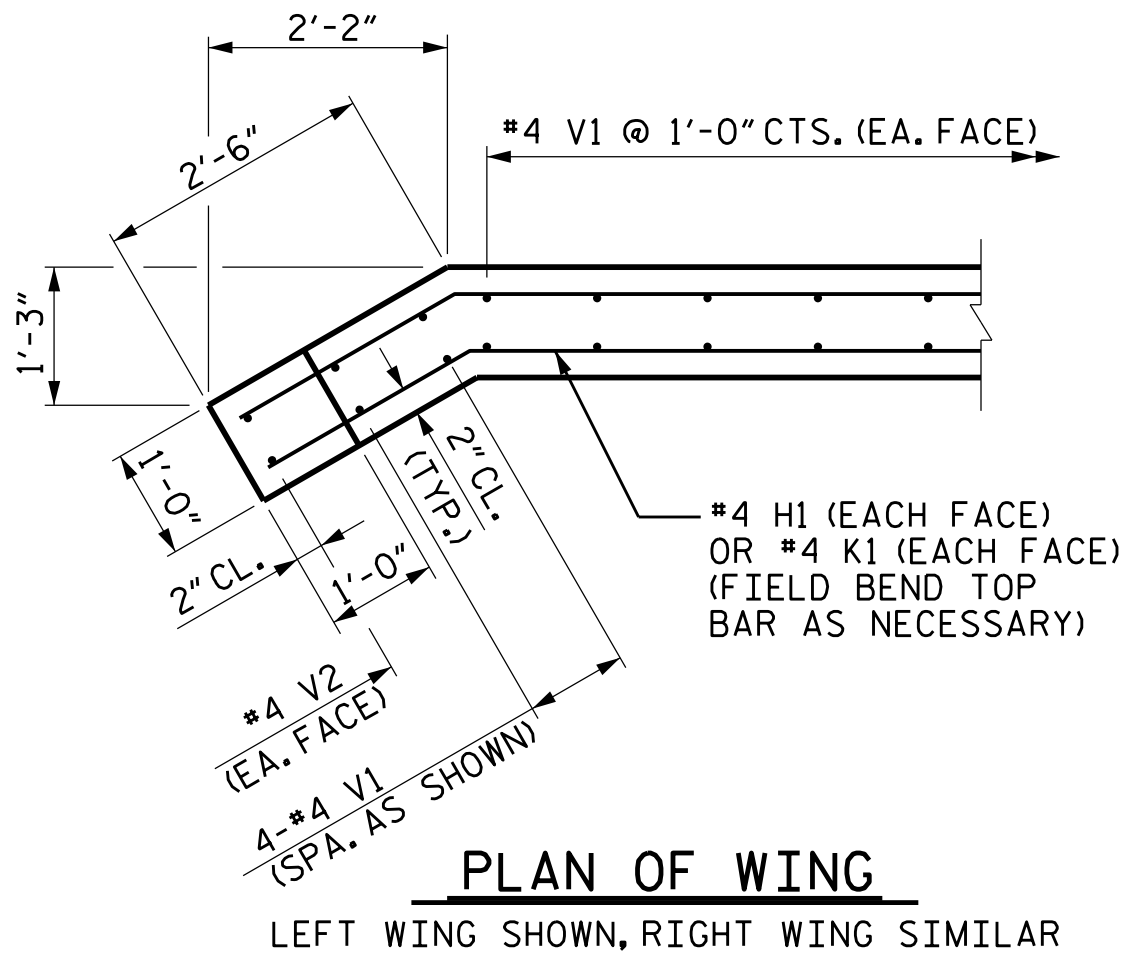 2'-2"
#4 V1 @ 1'-0" CTS. (EA. FACE)
2'-6"
1'-3"
1'-0"
2" CL.
(TYP.)
2" CL.
1'-0"
#4 H1 (EACH FACE)
OR #4 K1 (EACH FACE)
(FIELD BEND TOP
BAR AS NECESSARY)
#4 V2
(EA. FACE)
4-#4 V1
(SPA. AS SHOWN)
PLAN OF WING
LEFT WING SHOWN, RIGHT WING SIMILAR